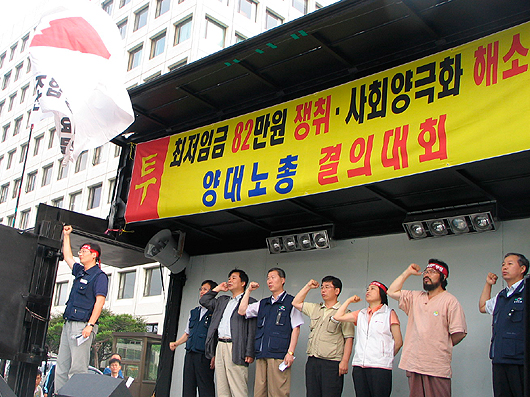 투
최저임금 82만원 쟁취·사회양극화 해소
양대노총 결의대회